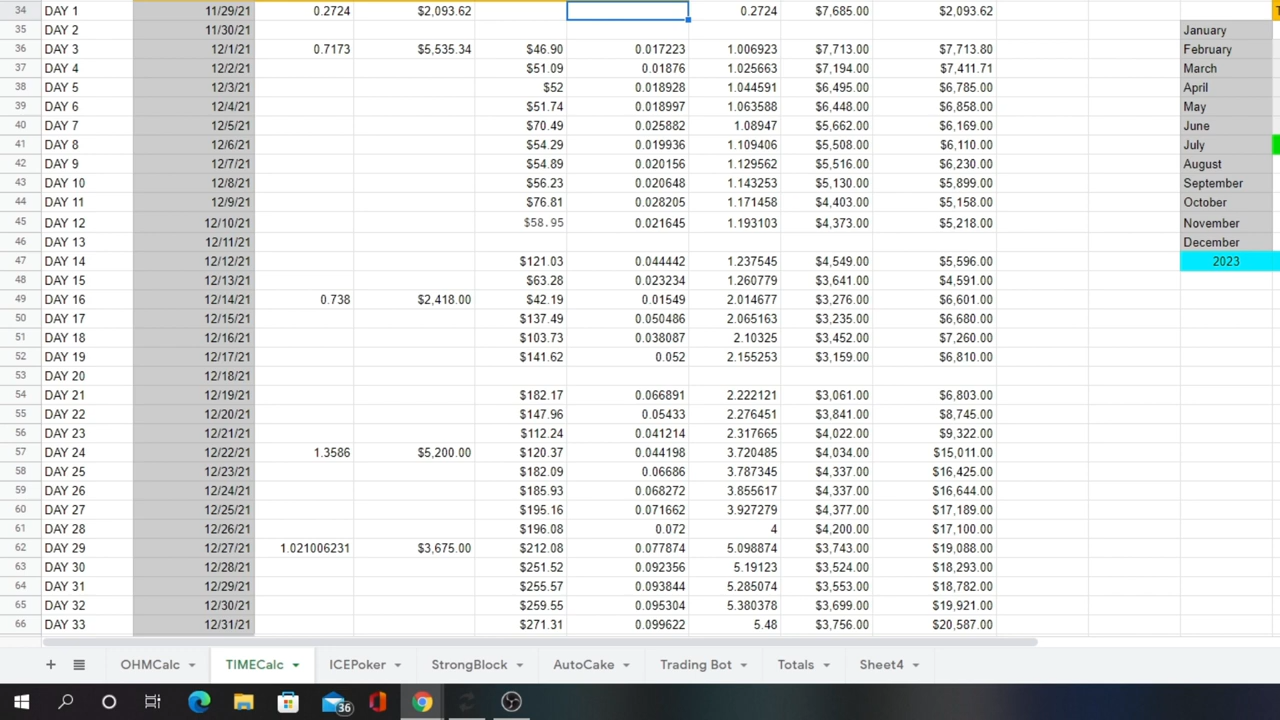 34 DAY 1 11/29/21 0.2724 $2,093.62 0.2724 $7,685.00 $2,093.62
35 DAY 2 11/30/21 January
36 DAY 3 12/1/21 0.7173 $5,535.34 $46.90 0.017223 1.006923 $7,713.00 $7,713.80 February
37 DAY 4 12/2/21 $51.09 0.01876 1.025663 $7,194.00 $7,411.71 March
38 DAY 5 12/3/21 $52 0.018928 1.044591 $6,495.00 $6,785.00 April
39 DAY 6 12/4/21 $51.74 0.018997 1.063588 $6,448.00 $6,858.00 May
40 DAY 7 12/5/21 $70.49 0.025882 1.08947 $5,662.00 $6,169.00 June
41 DAY 8 12/6/21 $54.29 0.019936 1.109406 $5,508.00 $6,110.00 July
42 DAY 9 12/7/21 $54.89 0.020156 1.129562 $5,516.00 $6,230.00 August
43 DAY 10 12/8/21 $56.23 0.020648 1.143253 $5,130.00 $5,899.00 September
44 DAY 11 12/9/21 $76.81 0.028205 1.171458 $4,403.00 $5,158.00 October
45 DAY 12 12/10/21 $58.95 0.021645 1.193103 $4,373.00 $5,218.00 November
46 DAY 13 12/11/21 December
47 DAY 14 12/12/21 $121.03 0.044442 1.237545 $4,549.00 $5,596.00 2023
48 DAY 15 12/13/21 $63.28 0.023234 1.260779 $3,641.00 $4,591.00
49 DAY 16 12/14/21 0.738 $2,418.00 $42.19 0.01549 2.014677 $3,276.00 $6,601.00
50 DAY 17 12/15/21 $137.49 0.050486 2.065163 $3,235.00 $6,680.00
51 DAY 18 12/16/21 $103.73 0.038087 2.10325 $3,452.00 $7,260.00
52 DAY 19 12/17/21 $141.62 0.052 2.155253 $3,159.00 $6,810.00
53 DAY 20 12/18/21
54 DAY 21 12/19/21 $182.17 0.066891 2.222121 $3,061.00 $6,803.00
55 DAY 22 12/20/21 $147.96 0.05433 2.276451 $3,841.00 $8,745.00
56 DAY 23 12/21/21 $112.24 0.041214 2.317665 $4,022.00 $9,322.00
57 DAY 24 12/22/21 1.3586 $5,200.00 $120.37 0.044198 3.720485 $4,034.00 $15,011.00
58 DAY 25 12/23/21 $182.09 0.06686 3.787345 $4,337.00 $16,425.00
59 DAY 26 12/24/21 $185.93 0.068272 3.855617 $4,337.00 $16,644.00
60 DAY 27 12/25/21 $195.16 0.071662 3.927279 $4,377.00 $17,189.00
61 DAY 28 12/26/21 $196.08 0.072 4 $4,200.00 $17,100.00
62 DAY 29 12/27/21 1.021006231 $3,675.00 $212.08 0.077874 5.098874 $3,743.00 $19,088.00
63 DAY 30 12/28/21 $251.52 0.092356 5.19123 $3,524.00 $18,293.00
64 DAY 31 12/29/21 $255.57 0.093844 5.285074 $3,553.00 $18,782.00
65 DAY 32 12/30/21 $259.55 0.095304 5.380378 $3,699.00 $19,921.00
66 DAY 33 12/31/21 $271.31 0.099622 5.48 $3,756.00 $20,587.00
OHMCalc TIMECalc ICEPoker StrongBlock AutoCake Trading Bot Totals Sheet4
36